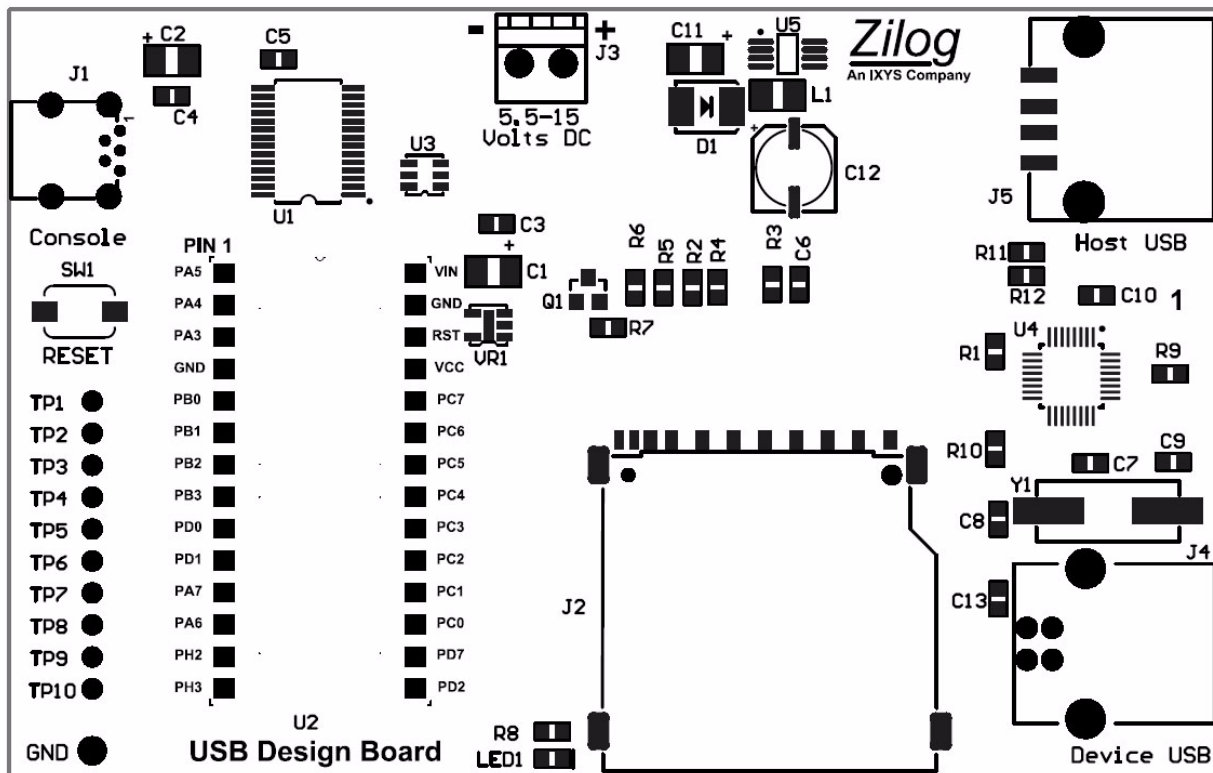 C2
C5
J1
C4
1
Console
U1
U3
- +
J3
5.5-15
Volts DC
C11
+
U5
Zilog
An IXYS Company
L1
D1
+
C12
J5
Host USB
+
C3
+
C1
SW1
RESET
PIN 1
PA5 VIN
PA4 GND
PA3 RST
GND VCC
PB0 PC7
PB1 PC6
PB2 PC5
PB3 PC4
PD0 PC3
PD1 PC2
PA7 PC1
PA6 PC0
PH2 PD7
PH3 PD2
VR1
Q1
R6
R5
R2
R4
R3
C6
R7
R11
R12
C10 1
U4
R1
R9
R10
C7
C9
Y1
C8
J4
C13
J2
TP1
TP2
TP3
TP4
TP5
TP6
TP7
TP8
TP9
TP10
GND
U2
USB Design Board
R8
LED1
Device USB